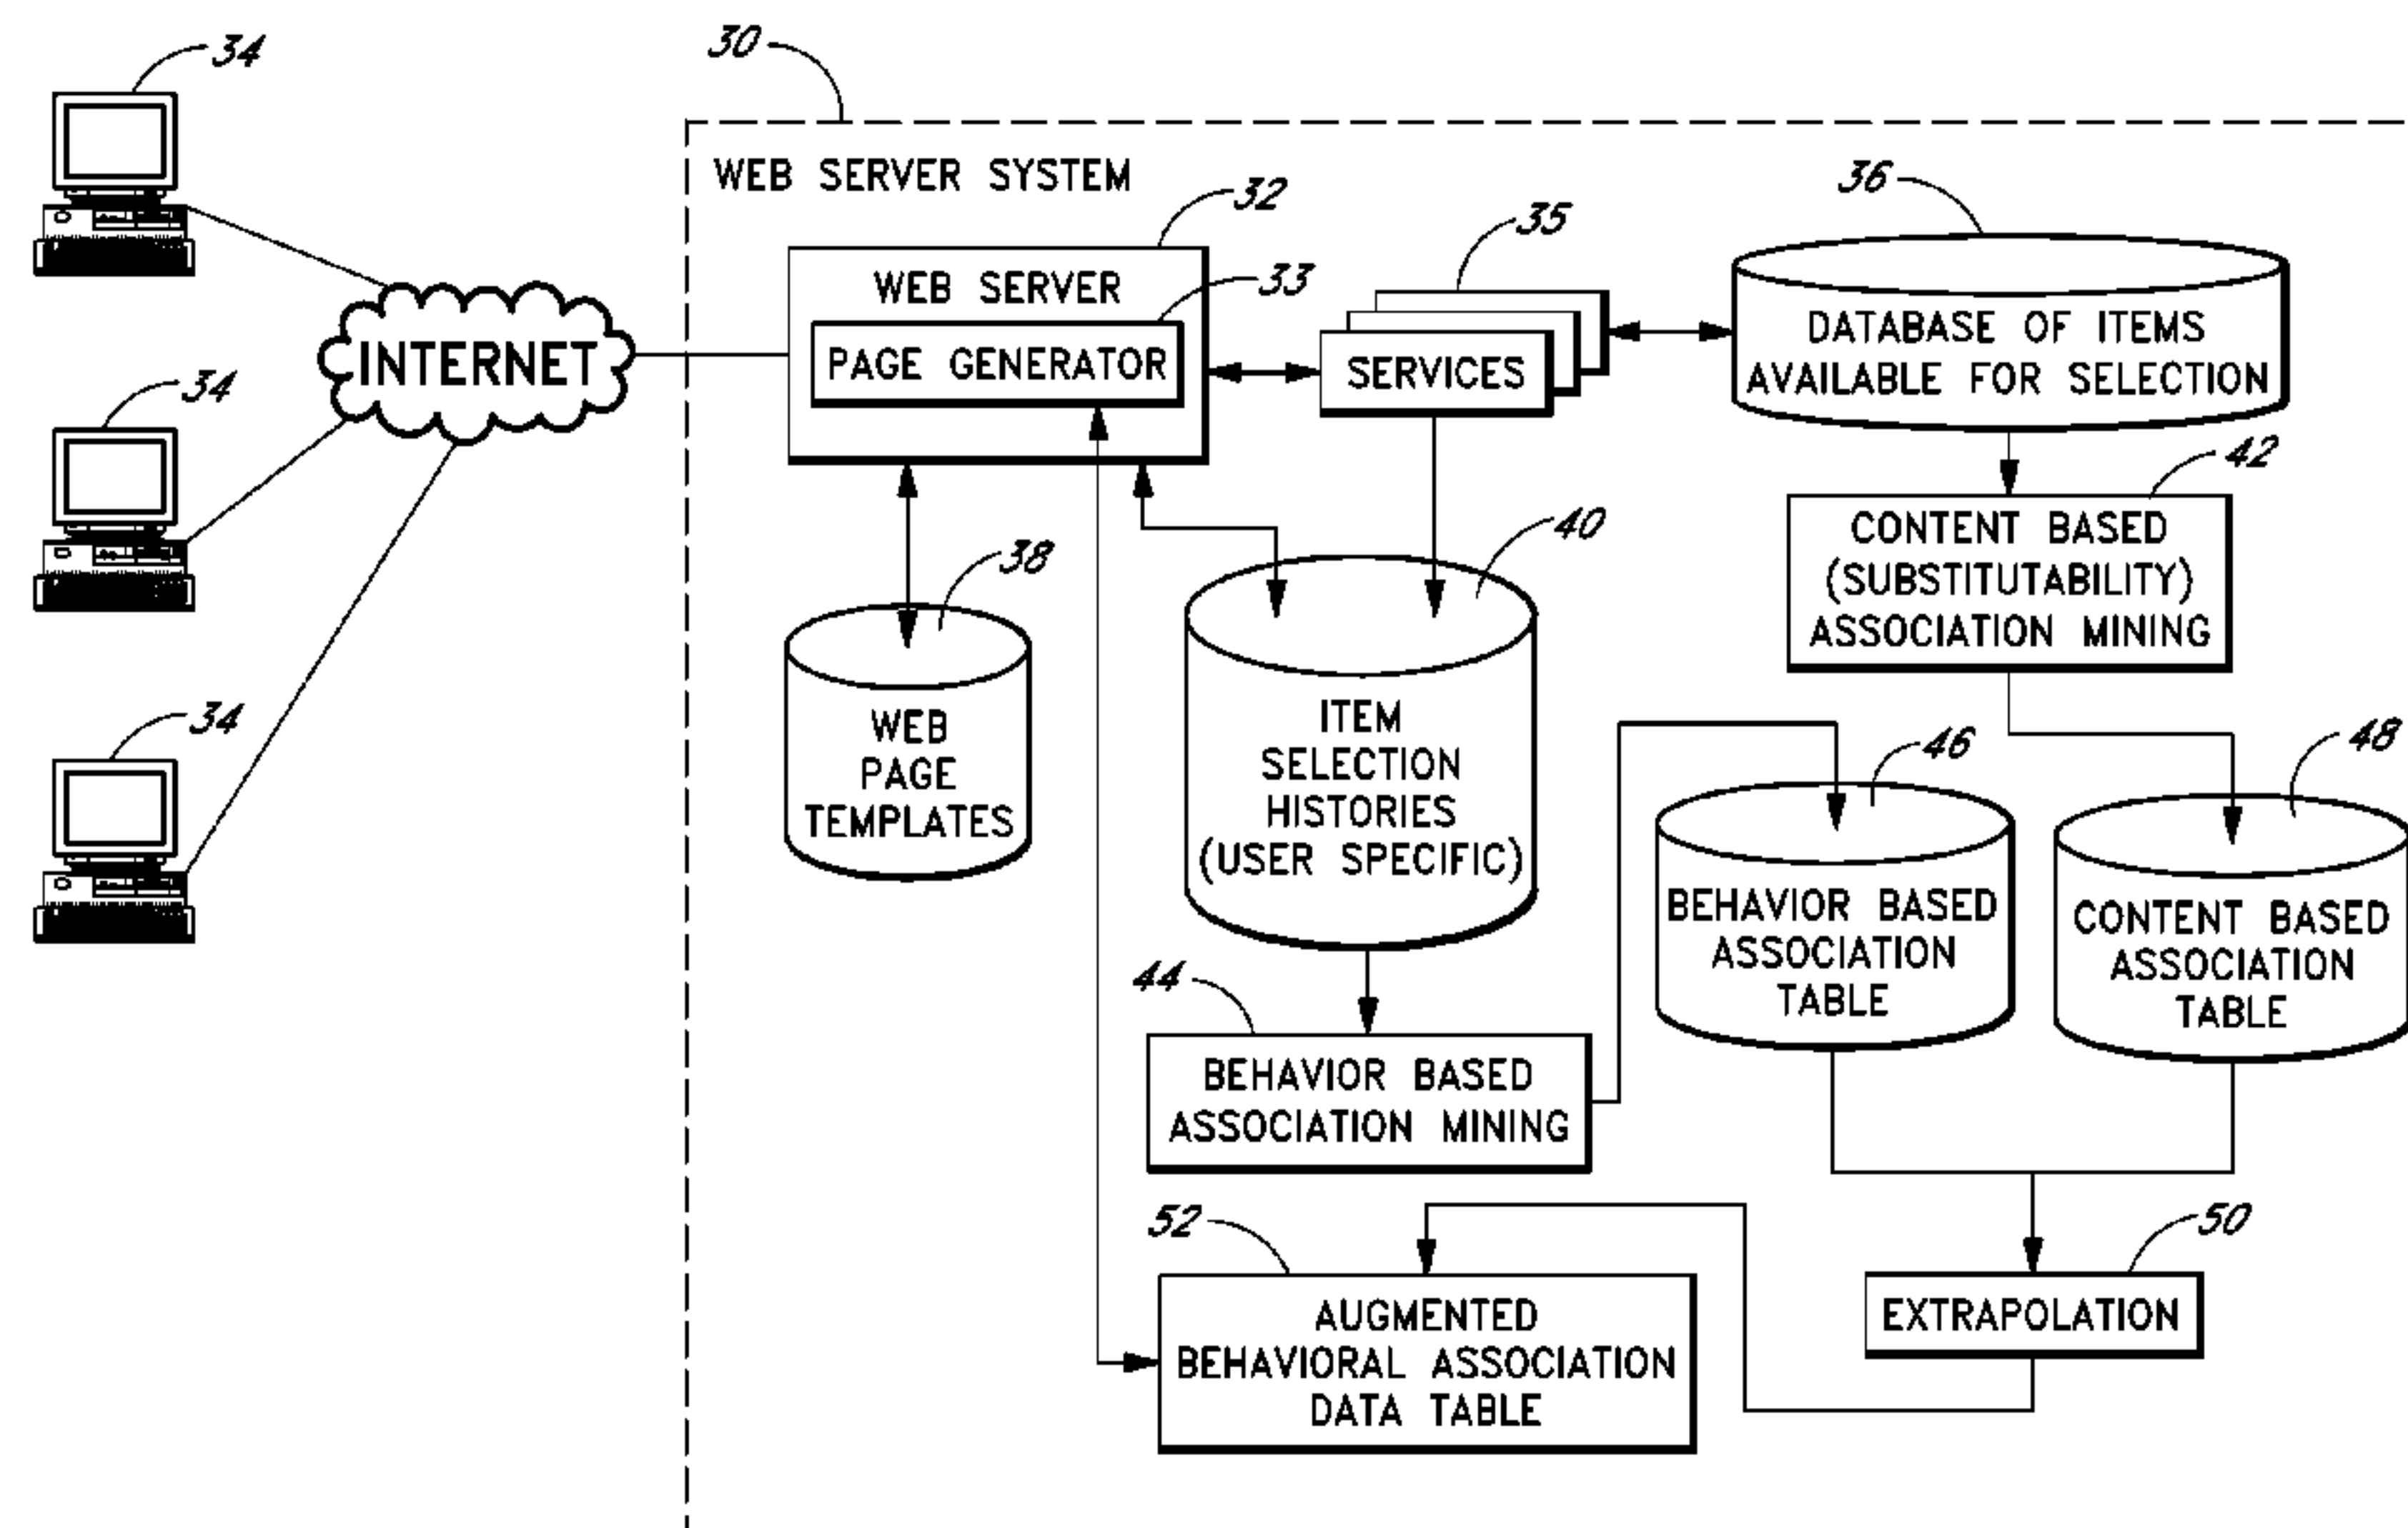 34
30
WEB SERVER SYSTEM
32
35
36
WEB SERVER
33
PAGE GENERATOR
SERVICES
DATABASE OF ITEMS
AVAILABLE FOR SELECTION
INTERNET
34
42
CONTENT BASED
(SUBSTITUTABILITY)
ASSOCIATION MINING
38
40
WEB
PAGE
TEMPLATES
ITEM
SELECTION
HISTORIES
(USER SPECIFIC)
34
46
48
BEHAVIOR BASED
ASSOCIATION
TABLE
CONTENT BASED
ASSOCIATION
TABLE
44
BEHAVIOR BASED
ASSOCIATION MINING
52
50
AUGMENTED
BEHAVIORAL ASSOCIATION
DATA TABLE
EXTRAPOLATION